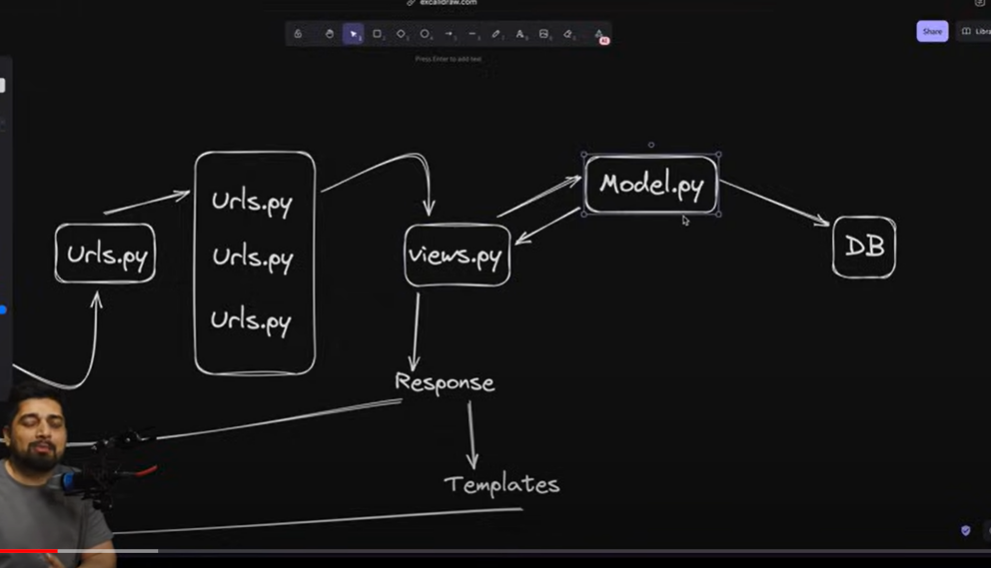 excalidraw.com
Share
Libra
Press Enter to add text
Urls.py
Urls.py
Urls.py
Urls.py
views.py
Model.py
DB
Response
Templates